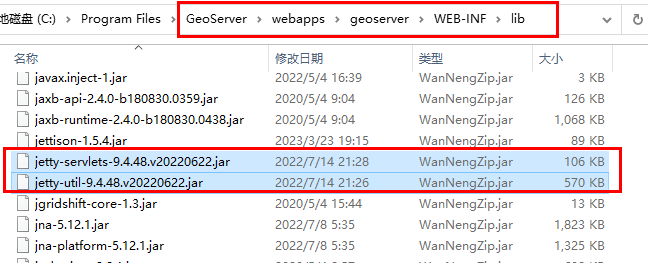 地磁盘 (C:) › Program Files › GeoServer › webapps › geoserver › WEB-INF › lib
名称 修改日期 类型 大小
javax.inject-1.jar 2022/5/4 16:39 WanNengZip.jar 3 KB
jaxb-api-2.4.0-b180830.0359.jar 2020/5/4 9:04 WanNengZip.jar 126 KB
jaxb-runtime-2.4.0-b180830.0438.jar 2020/5/4 9:04 WanNengZip.jar 1,068 KB
jettison-1.5.4.jar 2023/3/23 19:15 WanNengZip.jar 89 KB
jetty-servlets-9.4.48.v20220622.jar 2022/7/14 21:28 WanNengZip.jar 106 KB
jetty-util-9.4.48.v20220622.jar 2022/7/14 21:26 WanNengZip.jar 570 KB
jgridshift-core-1.3.jar 2020/5/4 15:44 WanNengZip.jar 13 KB
jna-5.12.1.jar 2022/7/8 5:35 WanNengZip.jar 1,823 KB
jna-platform-5.12.1.jar 2022/7/8 5:35 WanNengZip.jar 1,325 KB